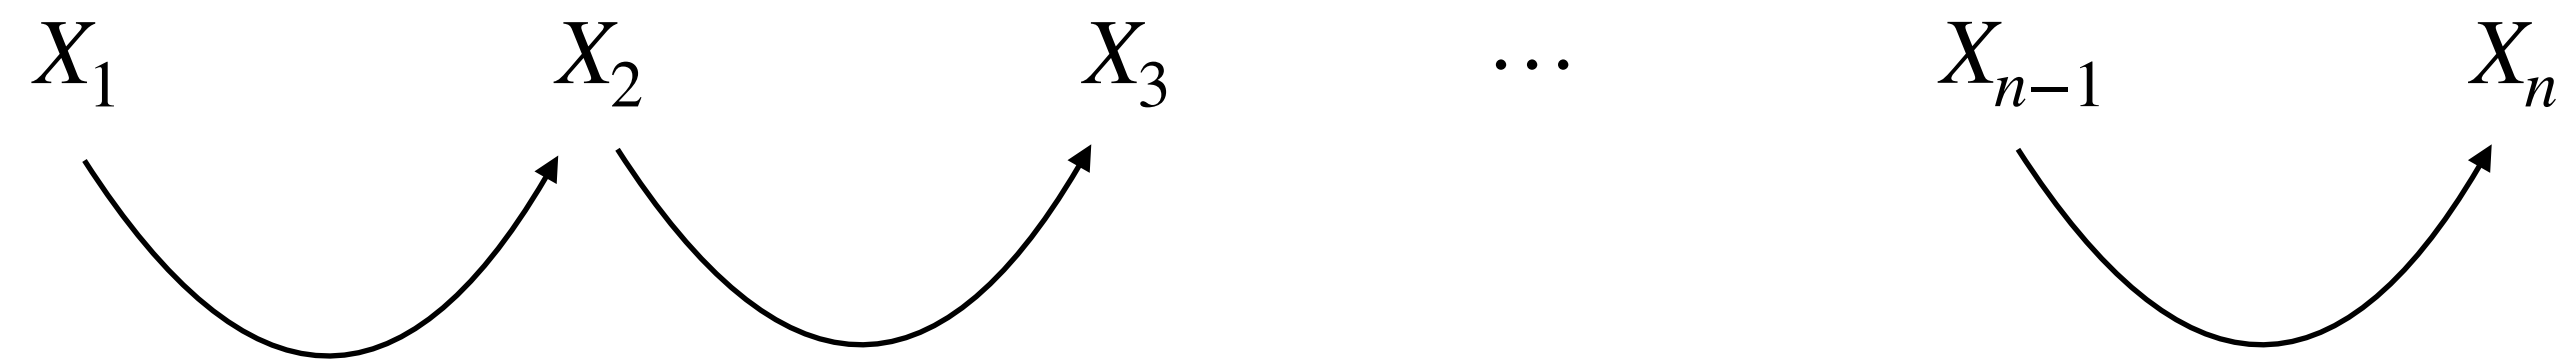 X₁ X₂ X₃ ⋯ Xₙ₋₁ Xₙ